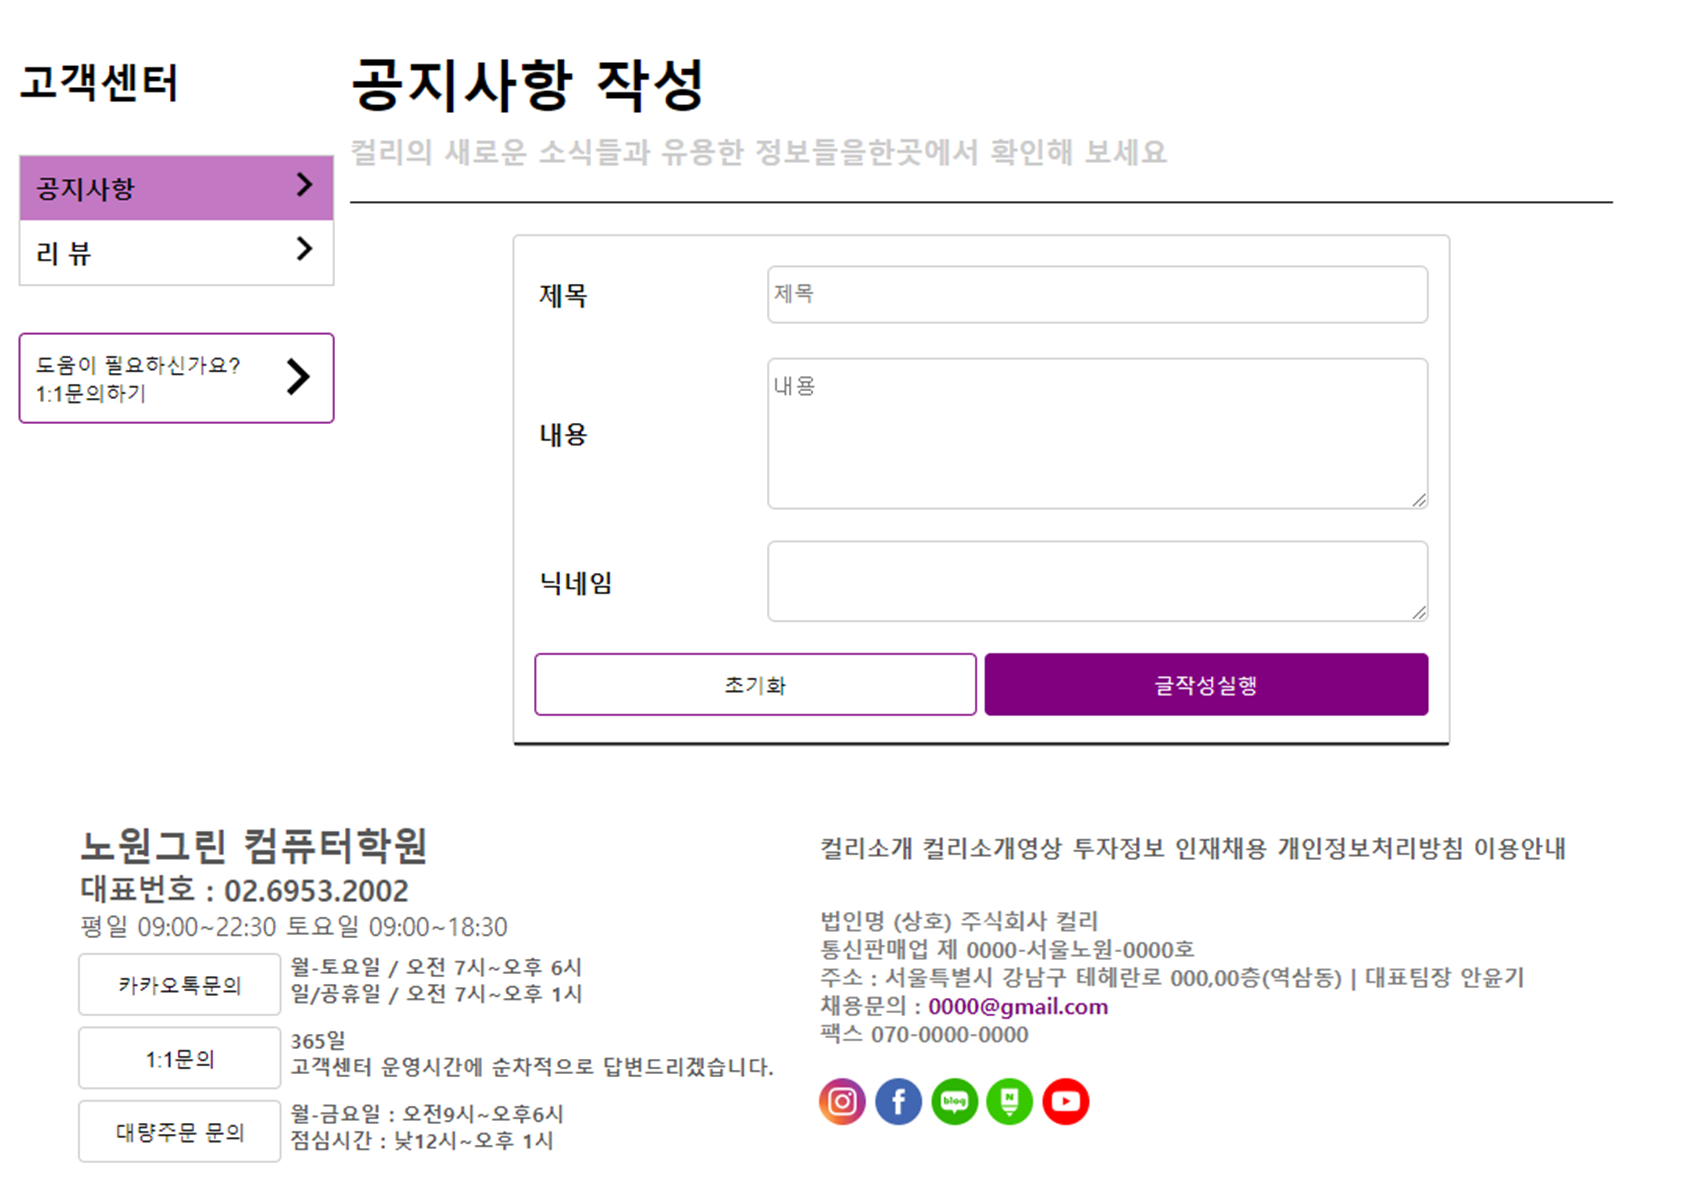 고객센터
공지사항
리 뷰
도움이 필요하신가요?
1:1문의하기
공지사항 작성
컬리의 새로운 소식들과 유용한 정보들을한곳에서 확인해 보세요
제목
제목
내용
내용
닉네임
초기화
글작성실행
노원그린 컴퓨터학원
대표번호 : 02.6953.2002
평일 09:00~22:30 토요일 09:00~18:30
카카오톡문의
월-토요일 / 오전 7시~오후 6시
일/공휴일 / 오전 7시~오후 1시
1:1문의
365일
고객센터 운영시간에 순차적으로 답변드리겠습니다.
대량주문 문의
월-금요일 : 오전9시~오후6시
점심시간 : 낮12시~오후 1시
컬리소개 컬리소개영상 투자정보 인재채용 개인정보처리방침 이용안내
법인명 (상호) 주식회사 컬리
통신판매업 제 0000-서울노원-0000호
주소 : 서울특별시 강남구 테헤란로 000,00층(역삼동) | 대표팀장 안윤기
채용문의 : 0000@gmail.com
팩스 070-0000-0000
blog
N